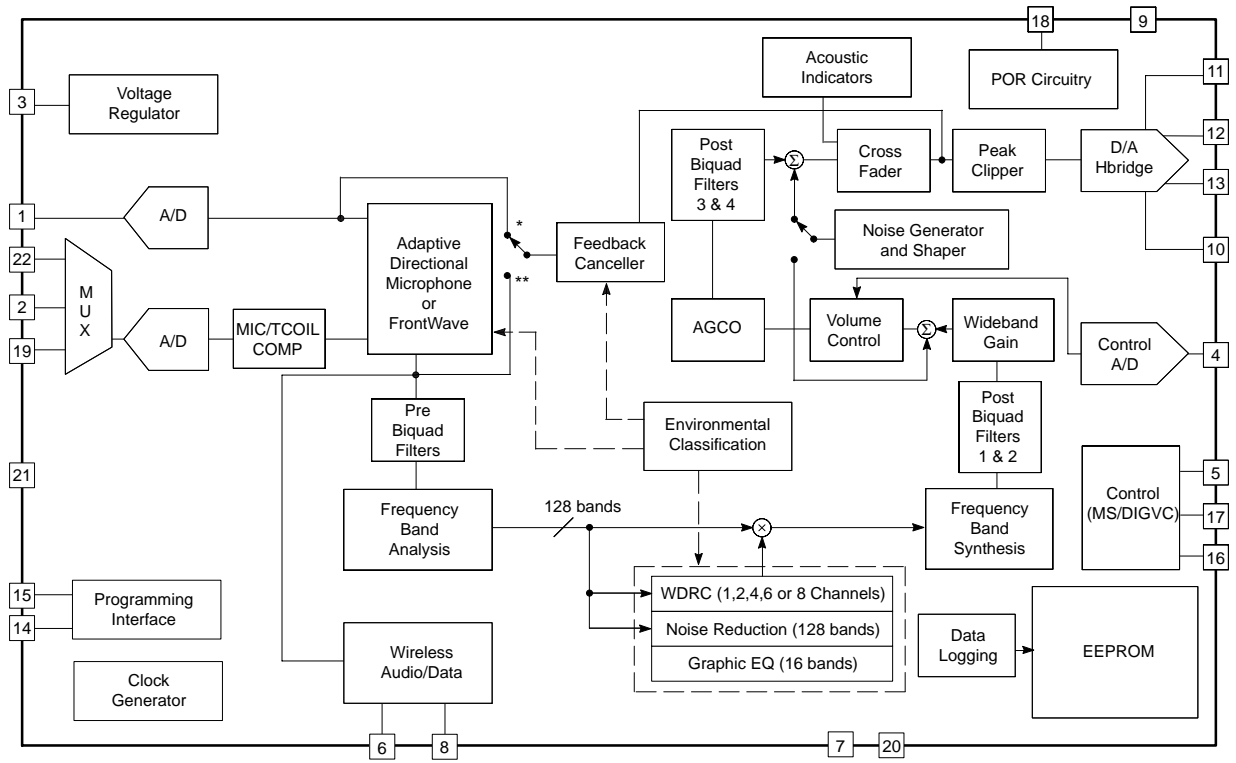 18
9
Acoustic
Indicators
POR Circuitry
11
3
Voltage
Regulator
12
Post
Biquad
Filters
3 & 4
Σ
Cross
Fader
Peak
Clipper
D/A
Hbridge
13
1
A/D
*
Adaptive
Directional
Microphone
or
FrontWave
Feedback
Canceller
Noise Generator
and Shaper
10
22
2
19
MUX
**
A/D
MIC/TCOIL
COMP
AGCO
Volume
Control
Σ
Wideband
Gain
Control
A/D
4
Pre
Biquad
Filters
Environmental
Classification
Post
Biquad
Filters
1 & 2
21
Frequency
Band
Analysis
128 bands
×
Frequency
Band
Synthesis
Control
(MS/DIGVC)
5
17
16
15
14
Programming
Interface
WDRC (1,2,4,6 or 8 Channels)
Noise Reduction (128 bands)
Graphic EQ (16 bands)
Data
Logging
EEPROM
Wireless
Audio/Data
Clock
Generator
6
8
7
20